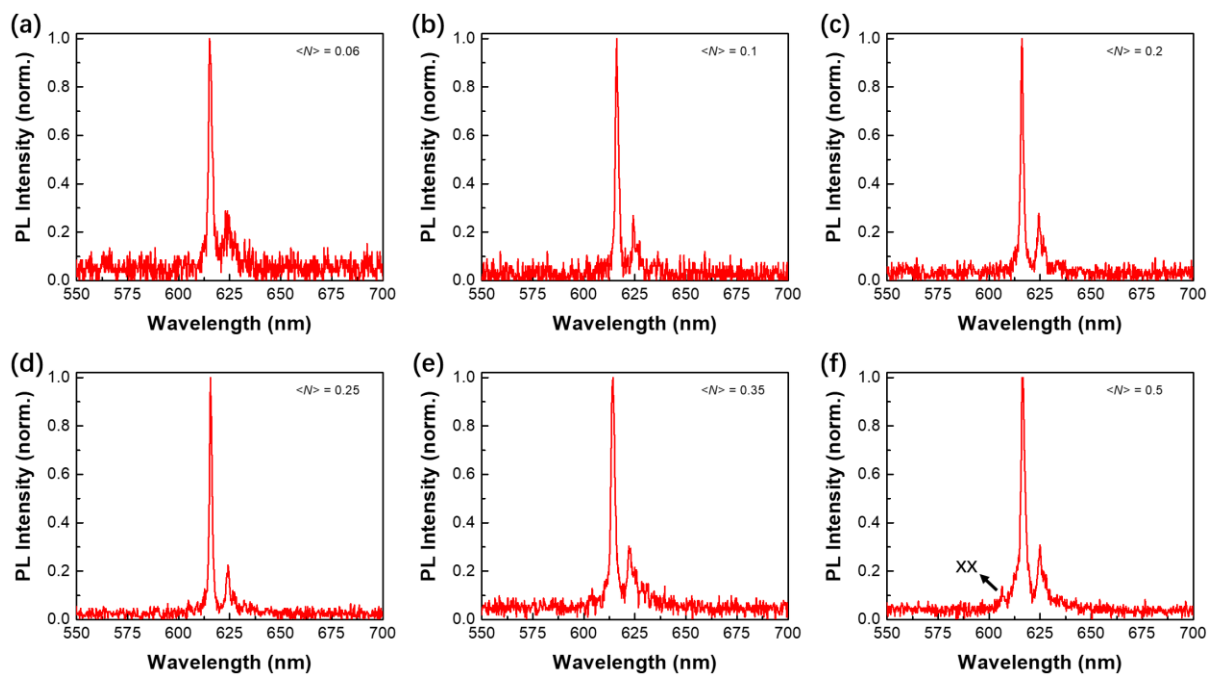 (a)
<N> = 0.06
PL Intensity (norm.)
1.0
0.8
0.6
0.4
0.2
0.0
550 575 600 625 650 675 700
Wavelength (nm)
(b)
<N> = 0.1
PL Intensity (norm.)
1.0
0.8
0.6
0.4
0.2
0.0
550 575 600 625 650 675 700
Wavelength (nm)
(c)
<N> = 0.2
PL Intensity (norm.)
1.0
0.8
0.6
0.4
0.2
0.0
550 575 600 625 650 675 700
Wavelength (nm)
(d)
<N> = 0.25
PL Intensity (norm.)
1.0
0.8
0.6
0.4
0.2
0.0
550 575 600 625 650 675 700
Wavelength (nm)
(e)
<N> = 0.35
PL Intensity (norm.)
1.0
0.8
0.6
0.4
0.2
0.0
550 575 600 625 650 675 700
Wavelength (nm)
(f)
<N> = 0.5
PL Intensity (norm.)
1.0
0.8
0.6
0.4
0.2
0.0
XX
550 575 600 625 650 675 700
Wavelength (nm)